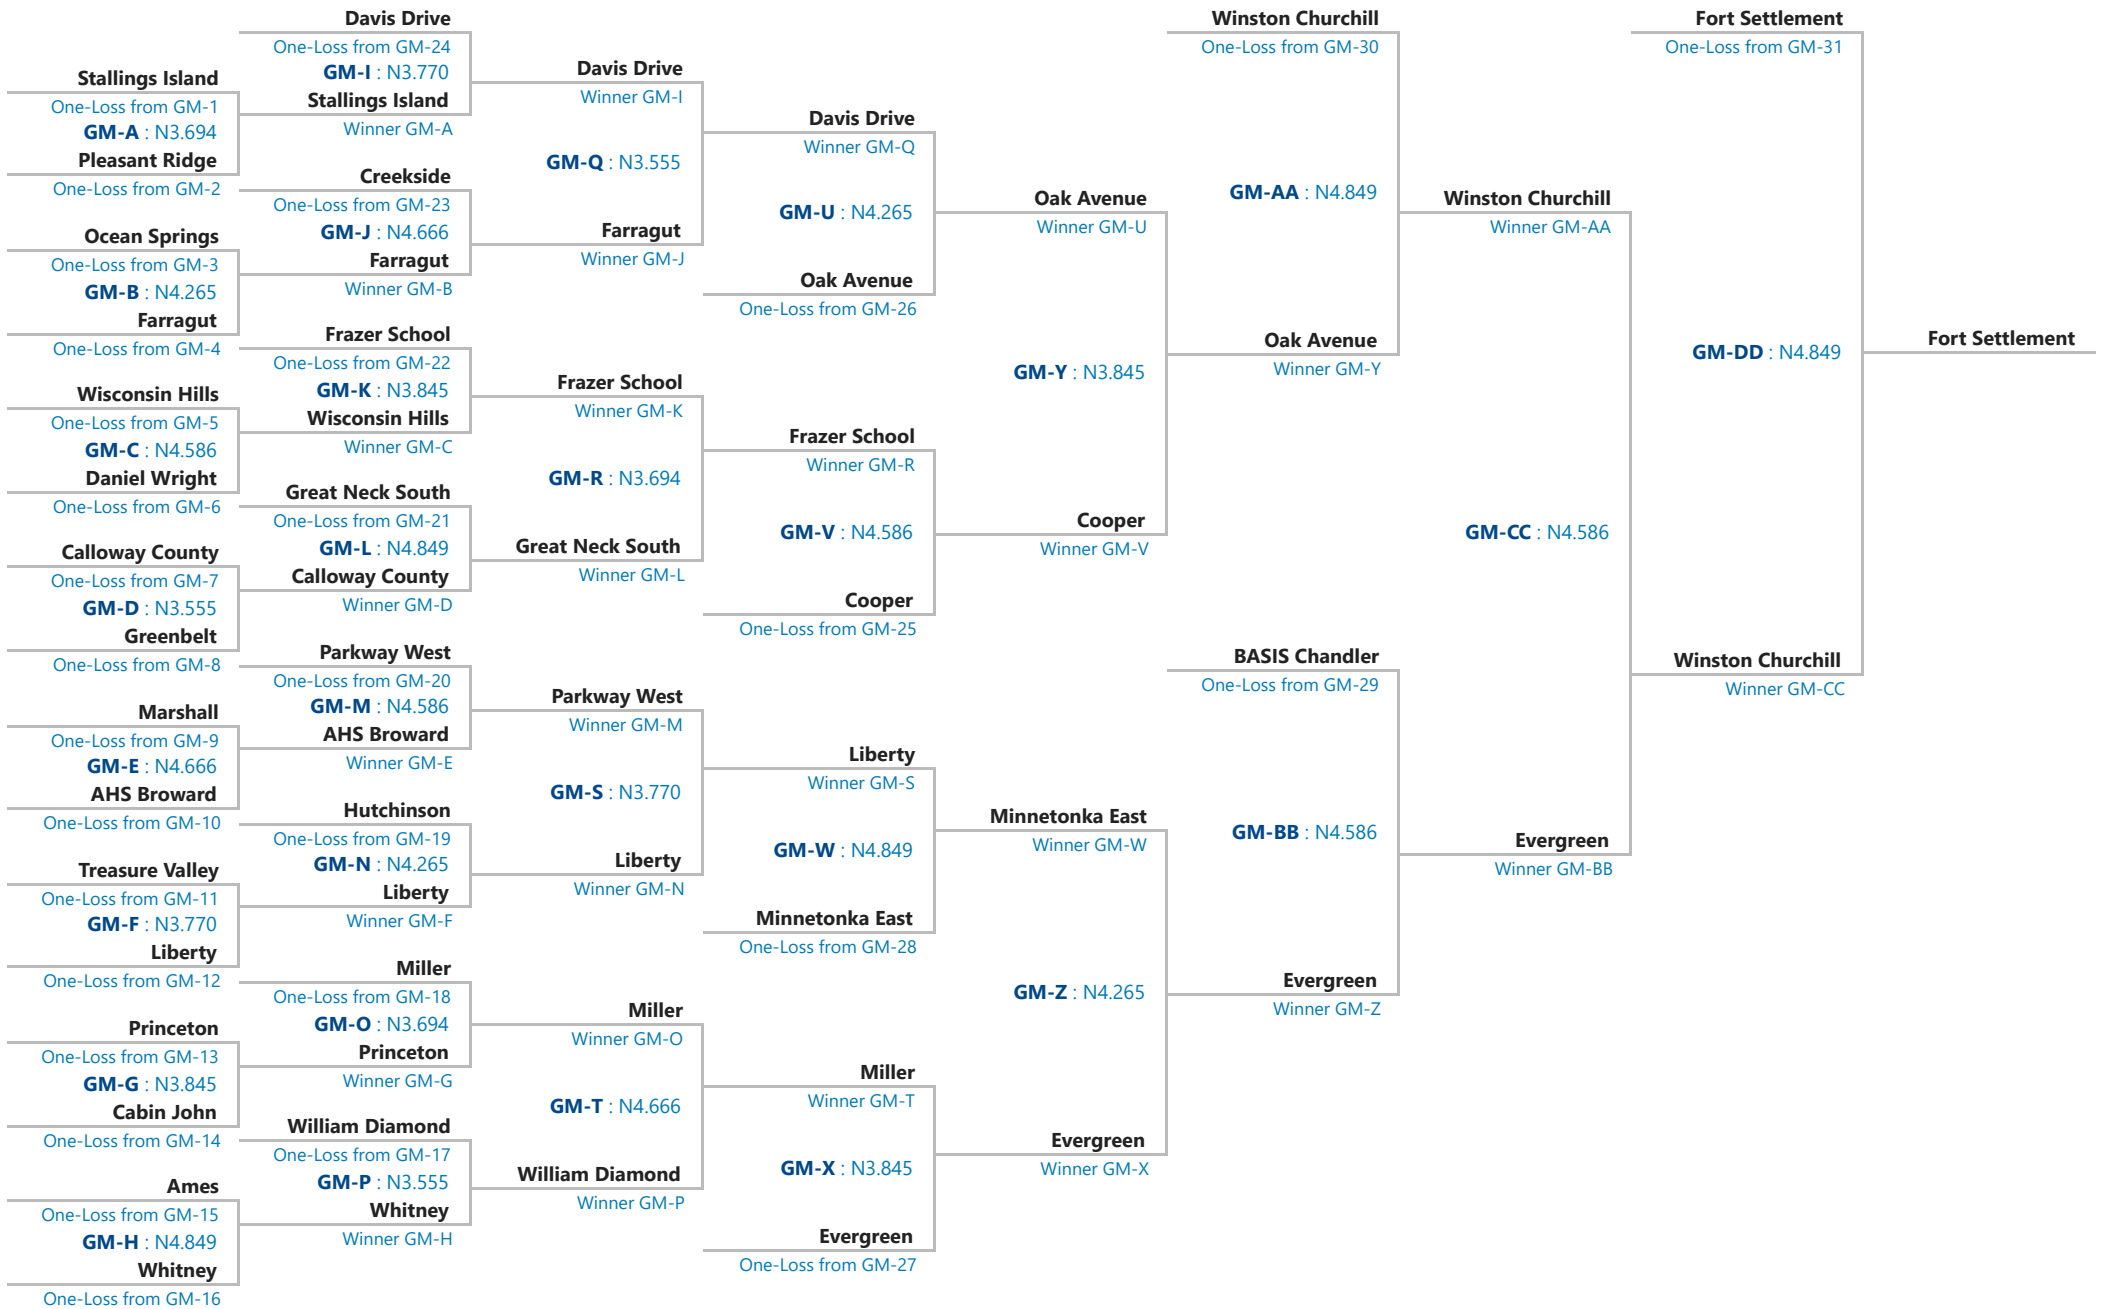 Davis Drive
One-Loss from GM-24
GM-I : N3.770
Stallings Island
Winner GM-A
Stallings Island
One-Loss from GM-1
GM-A : N3.694
Pleasant Ridge
One-Loss from GM-2
Creekside
One-Loss from GM-23
GM-J : N4.666
Farragut
Winner GM-B
Ocean Springs
One-Loss from GM-3
GM-B : N4.265
Farragut
One-Loss from GM-4
Frazer School
One-Loss from GM-22
GM-K : N3.845
Wisconsin Hills
Winner GM-C
Wisconsin Hills
One-Loss from GM-5
GM-C : N4.586
Daniel Wright
One-Loss from GM-6
Great Neck South
One-Loss from GM-21
GM-L : N4.849
Calloway County
Winner GM-D
Calloway County
One-Loss from GM-7
GM-D : N3.555
Greenbelt
One-Loss from GM-8
Parkway West
One-Loss from GM-20
GM-M : N4.586
AHS Broward
Winner GM-E
Marshall
One-Loss from GM-9
GM-E : N4.666
AHS Broward
One-Loss from GM-10
Hutchinson
One-Loss from GM-19
GM-N : N4.265
Liberty
Winner GM-F
Treasure Valley
One-Loss from GM-11
GM-F : N3.770
Liberty
One-Loss from GM-12
Miller
One-Loss from GM-18
GM-O : N3.694
Princeton
Winner GM-G
Princeton
One-Loss from GM-13
GM-G : N3.845
Cabin John
One-Loss from GM-14
William Diamond
One-Loss from GM-17
GM-P : N3.555
Whitney
Winner GM-H
Ames
One-Loss from GM-15
GM-H : N4.849
Whitney
One-Loss from GM-16
Davis Drive
Winner GM-I
GM-Q : N3.555
Farragut
Winner GM-J
Frazer School
Winner GM-K
GM-R : N3.694
Great Neck South
Winner GM-L
Parkway West
Winner GM-M
GM-S : N3.770
Liberty
Winner GM-N
Miller
Winner GM-O
GM-T : N4.666
William Diamond
Winner GM-P
Davis Drive
Winner GM-Q
GM-U : N4.265
Oak Avenue
One-Loss from GM-26
Frazer School
Winner GM-R
GM-V : N4.586
Cooper
One-Loss from GM-25
Liberty
Winner GM-S
GM-W : N4.849
Minnetonka East
One-Loss from GM-28
Miller
Winner GM-T
GM-X : N3.845
Evergreen
One-Loss from GM-27
Oak Avenue
Winner GM-U
GM-Y : N3.845
Cooper
Winner GM-V
Minnetonka East
Winner GM-W
GM-Z : N4.265
Evergreen
Winner GM-X
Winston Churchill
One-Loss from GM-30
GM-AA : N4.849
Oak Avenue
Winner GM-Y
BASIS Chandler
One-Loss from GM-29
GM-BB : N4.586
Evergreen
Winner GM-Z
Winston Churchill
Winner GM-AA
GM-CC : N4.586
Evergreen
Winner GM-BB
Fort Settlement
One-Loss from GM-31
GM-DD : N4.849
Winston Churchill
Winner GM-CC
Fort Settlement